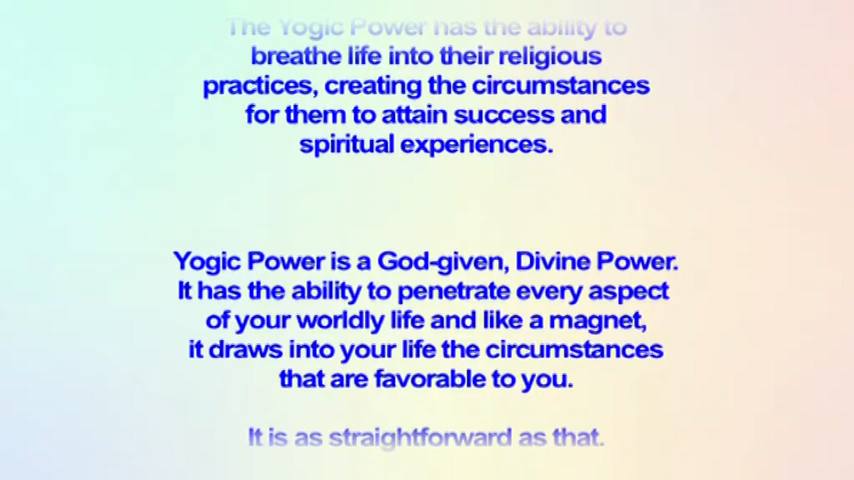 The Yogic Power has the ability to
breathe life into their religious
practices, creating the circumstances
for them to attain success and
spiritual experiences.
Yogic Power is a God-given, Divine Power.
It has the ability to penetrate every aspect
of your worldly life and like a magnet,
it draws into your life the circumstances
that are favorable to you.
It is as straightforward as that.